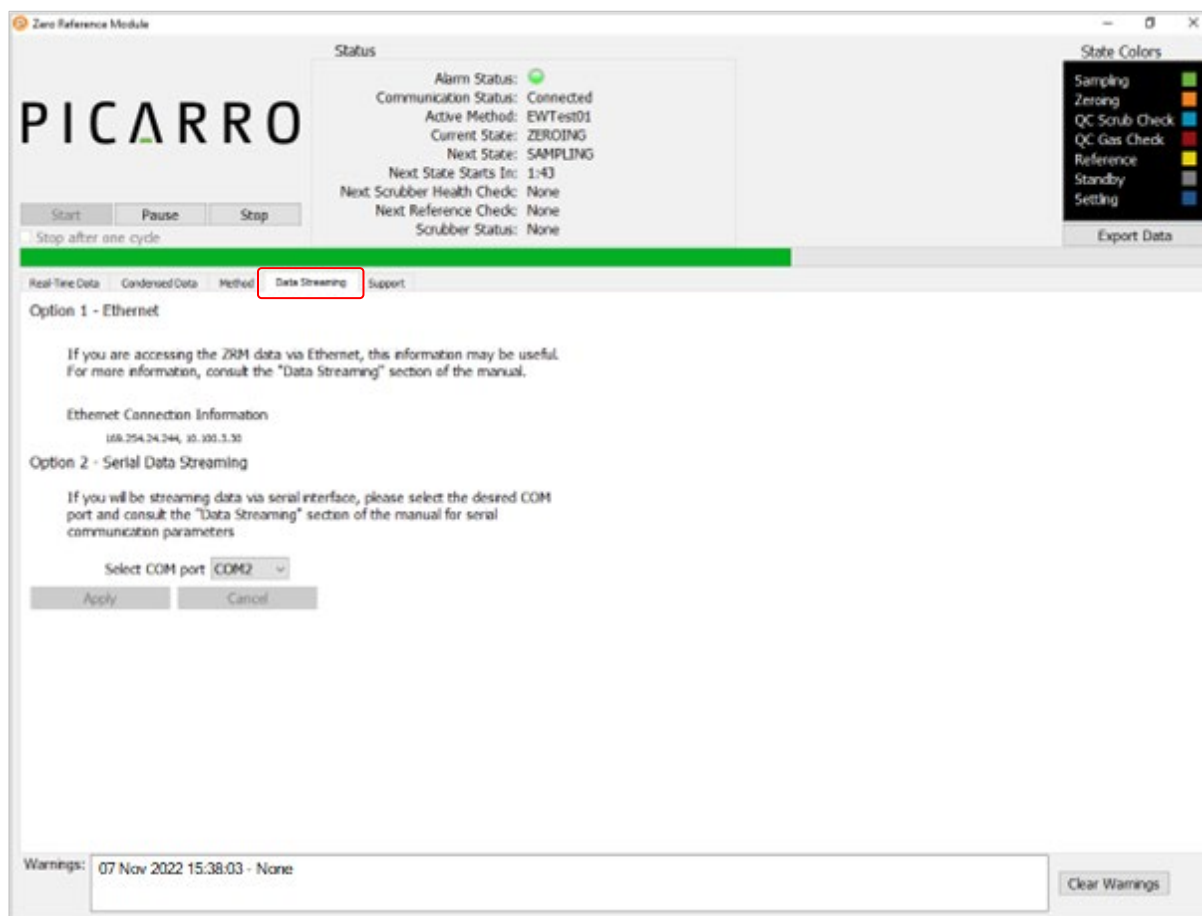 Zero Reference Module
PICARRO
Start Pause Stop
Stop after one cycle
Status
Alarm Status:
Communication Status: Connected
Active Method: EWTest01
Current State: ZEROING
Next State: SAMPLING
Next State Starts In: 1:43
Next Scrubber Health Check: None
Next Reference Check: None
Scrubber Status: None
State Colors
Sampling
Zeroing
QC Scrub Check
QC Gas Check
Reference
Standby
Setting
Export Data
Real-Time Data Condensed Data Method Data Streaming Support
Option 1 - Ethernet
If you are accessing the ZRM data via Ethernet, this information may be useful.
For more information, consult the "Data Streaming" section of the manual.
Ethernet Connection Information
169.254.24.244, 10.100.3.30
Option 2 - Serial Data Streaming
If you will be streaming data via serial interface, please select the desired COM
port and consult the "Data Streaming" section of the manual for serial
communication parameters
Select COM port COM2
Apply Cancel
Warnings: 07 Nov 2022 15:38:03 - None
Clear Warnings